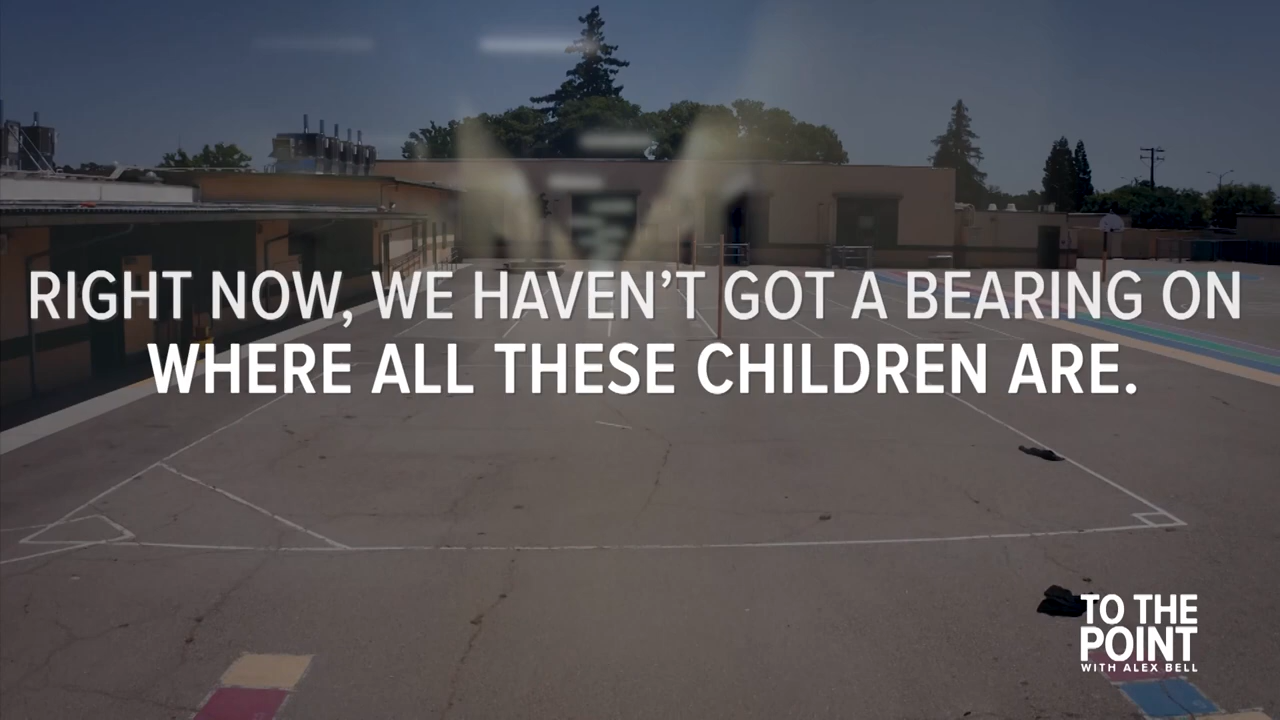 RIGHT NOW, WE HAVEN'T GOT A BEARING ON
WHERE ALL THESE CHILDREN ARE.
TO THE
POINT
WITH ALEX BELL